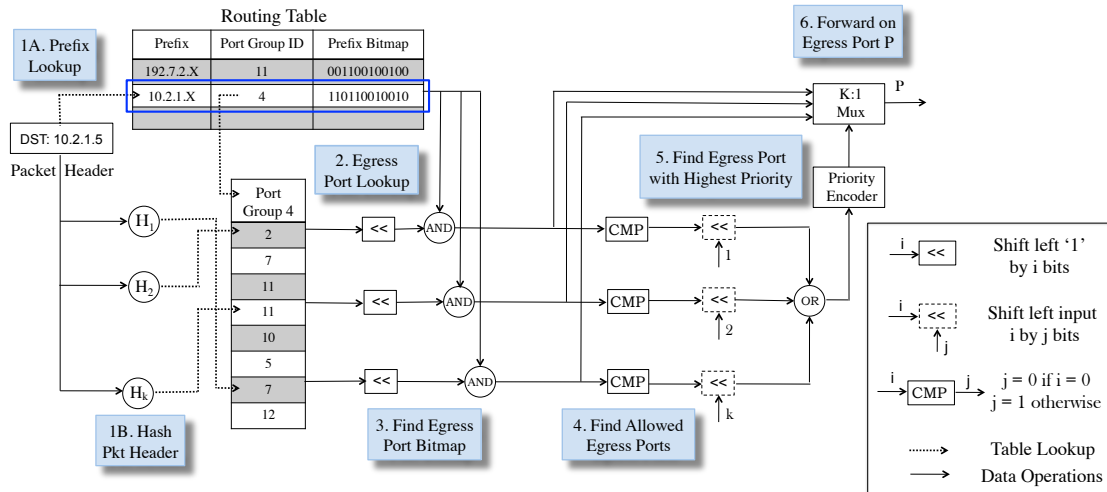 Routing Table
Prefix Port Group ID Prefix Bitmap
192.7.2.X 11 001100100100
10.2.1.X 4 110110010010
1A. Prefix
Lookup
DST: 10.2.1.5
Packet Header
H1
H2
Hk
1B. Hash
Pkt Header
Port
Group 4
2
7
11
11
10
5
7
12
2. Egress
Port Lookup
<<
<<
<<
AND
AND
AND
3. Find Egress
Port Bitmap
CMP
CMP
CMP
4. Find Allowed
Egress Ports
<<
1
<<
2
<<
k
5. Find Egress Port
with Highest Priority
OR
Priority
Encoder
K:1
Mux
P
6. Forward on
Egress Port P
i << Shift left ‘1’
by i bits
i << Shift left input
j i by j bits
i CMP j j = 0 if i = 0
j = 1 otherwise
Table Lookup
Data Operations